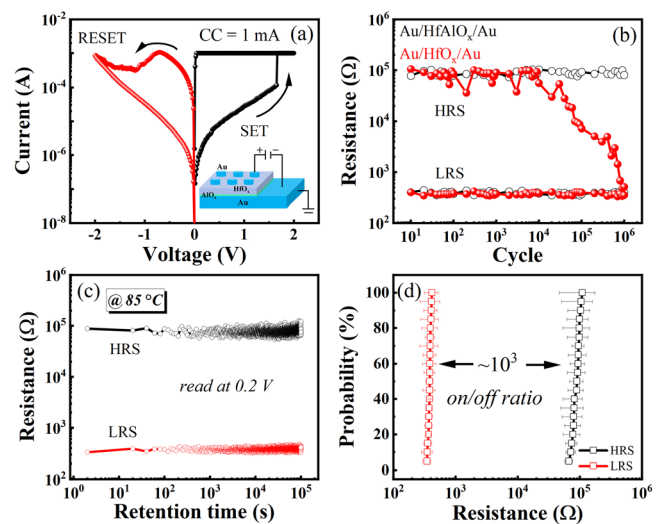 RESET
CC = 1 mA
(a)
SET
Au
+ −
AlOₓ
HfOₓ
Au
10⁻²
10⁻⁴
10⁻⁶
10⁻⁸
-2 -1 0 1 2
Voltage (V)
Current (A)
Au/HfAlOₓ/Au
(b)
Au/HfOₓ/Au
HRS
LRS
10⁶
10⁵
10⁴
10³
10²
10¹ 10² 10³ 10⁴ 10⁵ 10⁶
Cycle
Resistance (Ω)
(c)
@ 85 °C
HRS
read at 0.2 V
LRS
10⁶
10⁵
10⁴
10³
10²
10⁰ 10¹ 10² 10³ 10⁴ 10⁵
Retention time (s)
Resistance (Ω)
(d)
~10³
on/off ratio
HRS
LRS
100
80
60
40
20
0
10² 10³ 10⁴ 10⁵ 10⁶
Resistance (Ω)
Probability (%)